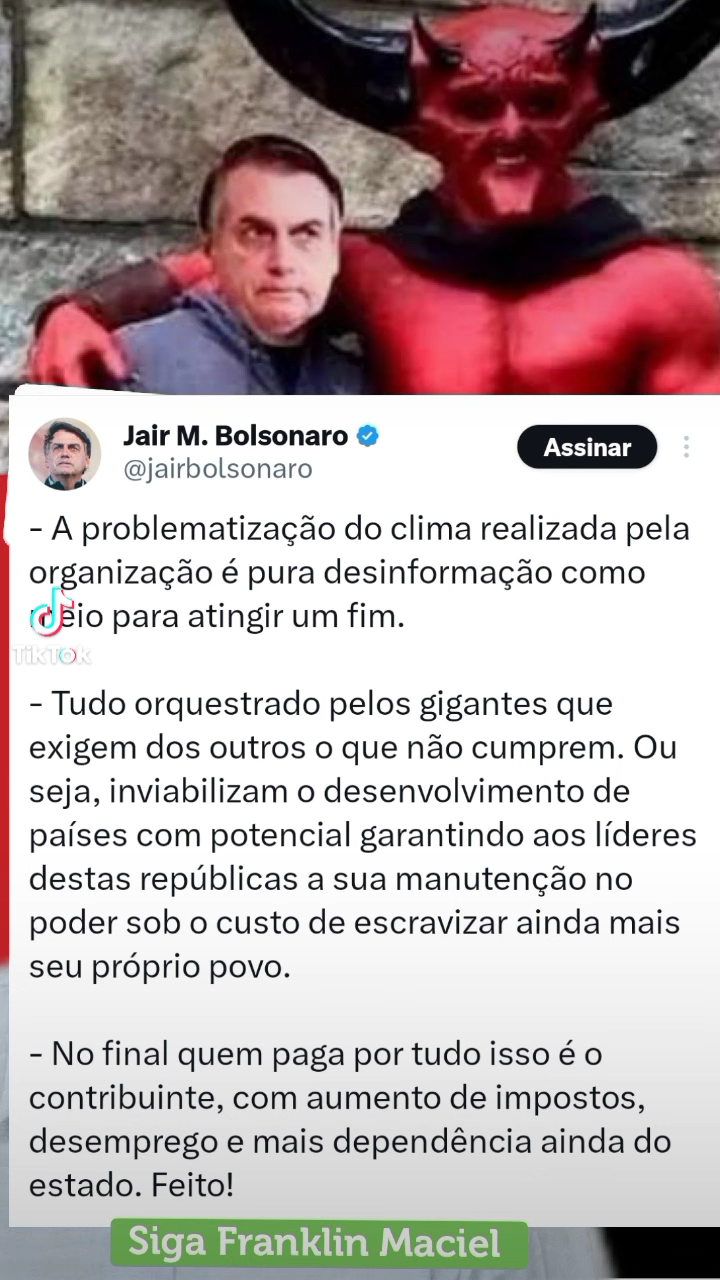 Jair M. Bolsonaro
@jairbolsonaro
Assinar
- A problematização do clima realizada pela
organização é pura desinformação como
meio para atingir um fim.
TikTok
- Tudo orquestrado pelos gigantes que
exigem dos outros o que não cumprem. Ou
seja, inviabilizam o desenvolvimento de
países com potencial garantindo aos líderes
destas repúblicas a sua manutenção no
poder sob o custo de escravizar ainda mais
seu próprio povo.
- No final quem paga por tudo isso é o
contribuinte, com aumento de impostos,
desemprego e mais dependência ainda do
estado. Feito!
Siga Franklin Maciel